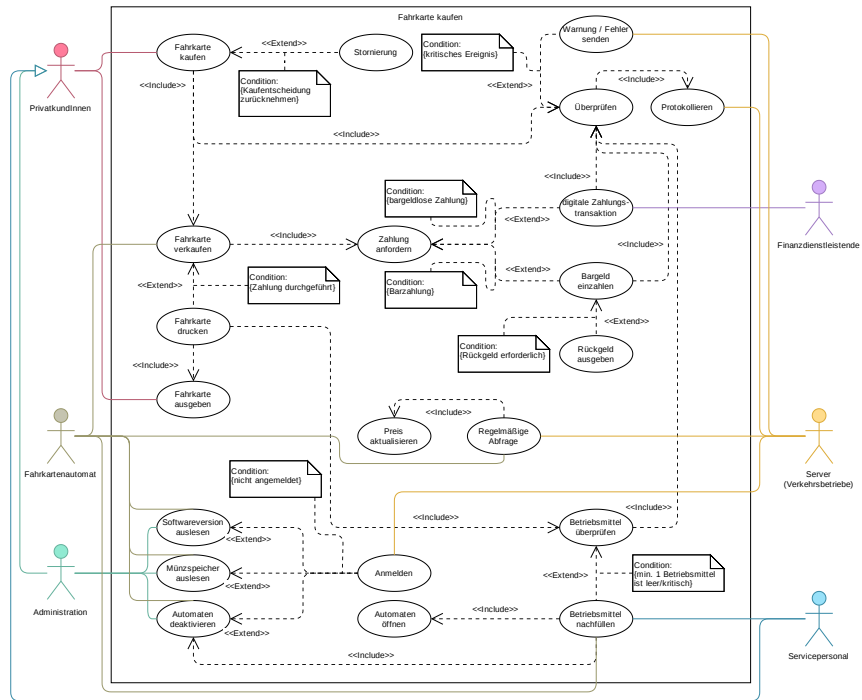 Fahrkarte kaufen
Fahrkarte
kaufen
<<Extend>>
Stornierung
Condition:
{kritisches Ereignis}
Warnung / Fehler
senden
Condition:
{Kaufentscheidung
zurücknehmen}
<<Include>>
<<Extend>>
<<Include>>
Überprüfen
Protokollieren
PrivatkundInnen
<<Include>>
Condition:
{bargeldlose Zahlung}
<<Include>>
digitale Zahlungs-
transaktion
<<Extend>>
Fahrkarte
verkaufen
<<Include>>
Zahlung
anfordern
<<Include>>
Finanzdienstleistende
Condition:
{Zahlung durchgeführt}
<<Extend>>
Condition:
{Barzahlung}
<<Extend>>
Bargeld
einzahlen
Fahrkarte
drucken
<<Extend>>
Condition:
{Rückgeld erforderlich}
Rückgeld
ausgeben
<<Include>>
Fahrkarte
ausgeben
<<Include>>
Preis
aktualisieren
Regelmäßige
Abfrage
Fahrkartenautomat
Server
(Verkehrsbetriebe)
Condition:
{nicht angemeldet}
Softwareversion
auslesen
<<Extend>>
<<Include>>
<<Include>>
Betriebsmittel
überprüfen
Münzspeicher
auslesen
<<Extend>>
Anmelden
<<Extend>>
Condition:
{min. 1 Betriebsmittel
ist leer/kritisch}
Administration
Automaten
deaktivieren
<<Extend>>
Automaten
öffnen
<<Include>>
Betriebsmittel
nachfüllen
<<Include>>
Servicepersonal